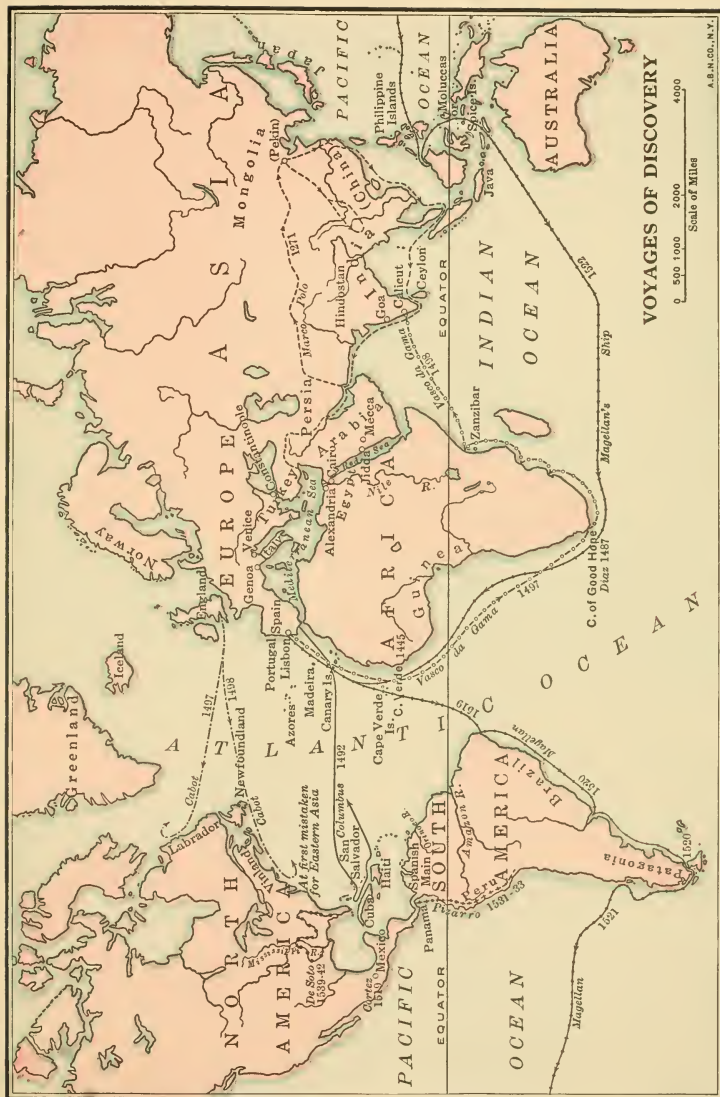 VOYAGES OF DISCOVERY
0 500 1000 2000 4000
Scale of Miles
A.B.N.CO., N.Y.
Greenland
Iceland
Norway
England
EUROPE
ASIA
Mongolia
(Pekin)
Japan
PACIFIC
OCEAN
NORTH
AMERICA
Labrador
Newfoundland
Vinland
Cabot
1497
1498
Cabot
At first mistaken
for Eastern Asia
Mississippi R.
De Soto
1539-42
Cortez
1519
Mexico
Cuba
Haiti
San
Salvador
Columbus
1492
ATLANTIC
OCEAN
Portugal
Lisbon
Spain
Azores
Madeira
Canary Is.
Cape Verde
Is.
C. Verde 1445
Genoa
Venice
Italy
Constantinople
Turkey
Mediterranean Sea
Alexandria
Cairo
Egypt
Nile
R.
Jidda
Mecca
Red Sea
Arabia
Persia
Marco Polo
1271
Hindostan
India
(China)
Goa
Calicut
Ceylon
Philippine
Islands
Moluccas
or
Spice Is.
Java
AUSTRALIA
AFRICA
Guinea
Zanzibar
Vasco da Gama
1498
Vasco da Gama
1497
C. of Good Hope
Diaz 1487
INDIAN
OCEAN
EQUATOR
Magellan's Ship
1522
Panama
Spanish
Main
Orinoco R.
SOUTH
AMERICA
Amazon R.
Brazil
Peru
Pizarro 1531-33
Patagonia
1519
Magellan
1520
1520
1521
Magellan
PACIFIC
OCEAN
EQUATOR